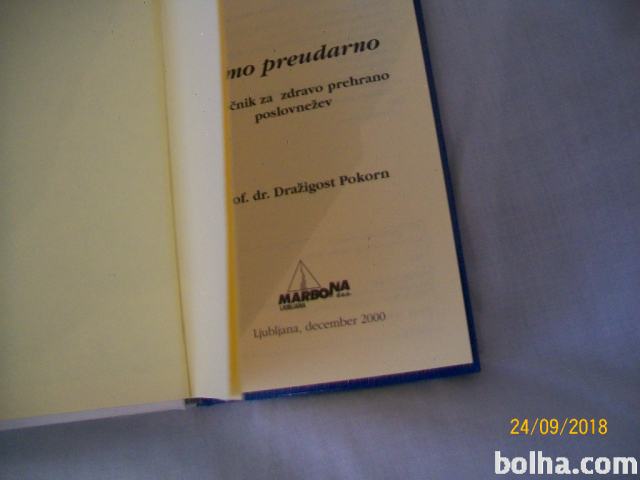 mo preudarno
čnik za zdravo prehrano
poslovnežev
of. dr. Dražigost Pokorn
MARBONA
d.o.o.
LJUBLJANA
Ljubljana, december 2000
24/09/2018
bolha.com